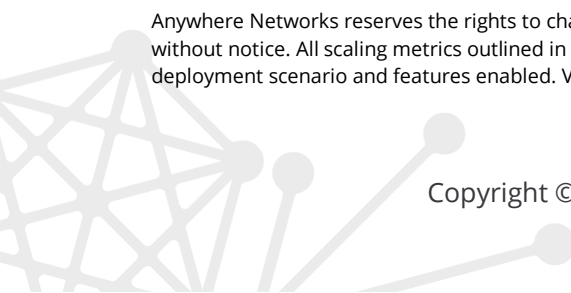 Anywhere Networks reserves the rights to
without notice. All scaling metrics outlined in
deployment scenario and features enabled.
Copyright ©